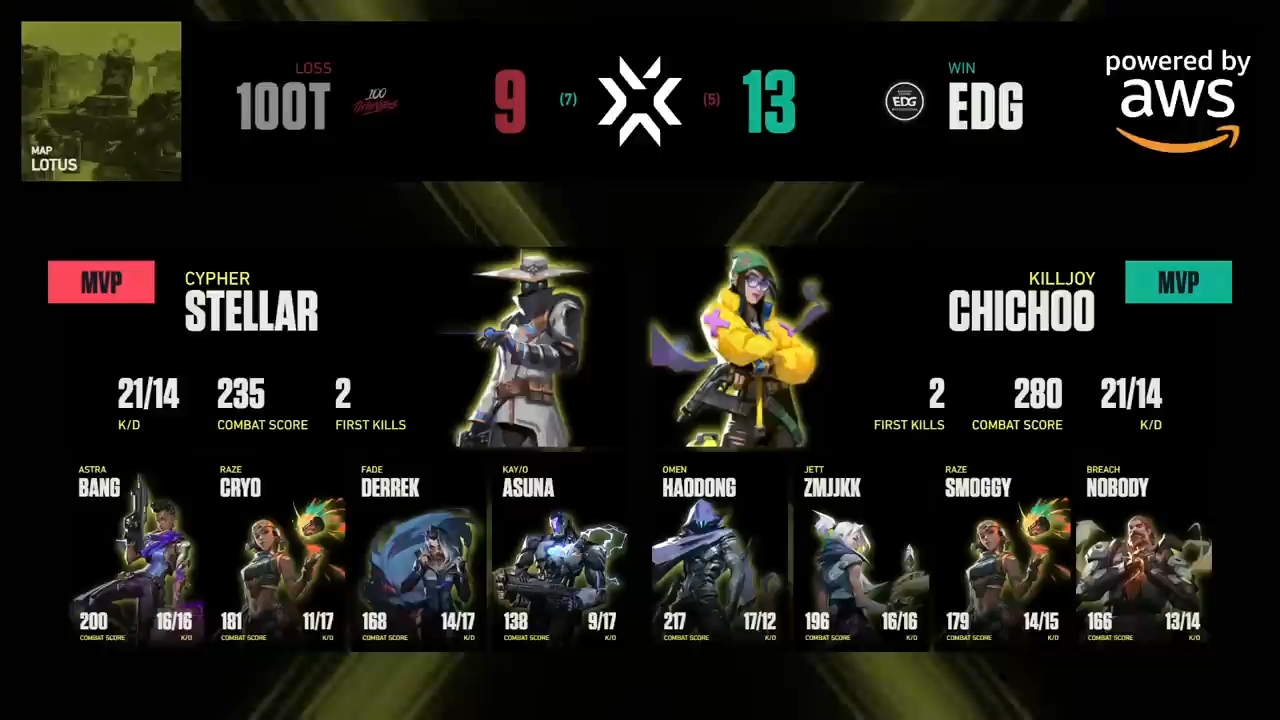 MAP
LOTUS
LOSS
100T
100
Thieves
9
(7)
(5)
13
EDG
WIN
EDG
powered by
aws
MVP
CYPHER
STELLAR
21/14
K/D
235
COMBAT SCORE
2
FIRST KILLS
KILLJOY
CHICHOO
MVP
2
FIRST KILLS
280
COMBAT SCORE
21/14
K/D
ASTRA
BANG
200
COMBAT SCORE
16/16
K/D
RAZE
CRYO
181
COMBAT SCORE
11/17
K/D
FADE
DERREK
168
COMBAT SCORE
14/17
K/D
KAY/O
ASUNA
138
COMBAT SCORE
9/17
K/D
OMEN
HAODONG
217
COMBAT SCORE
17/12
K/D
JETT
ZMJJKK
196
COMBAT SCORE
16/16
K/D
RAZE
SMOGGY
179
COMBAT SCORE
14/15
K/D
BREACH
NOBODY
166
COMBAT SCORE
13/14
K/D